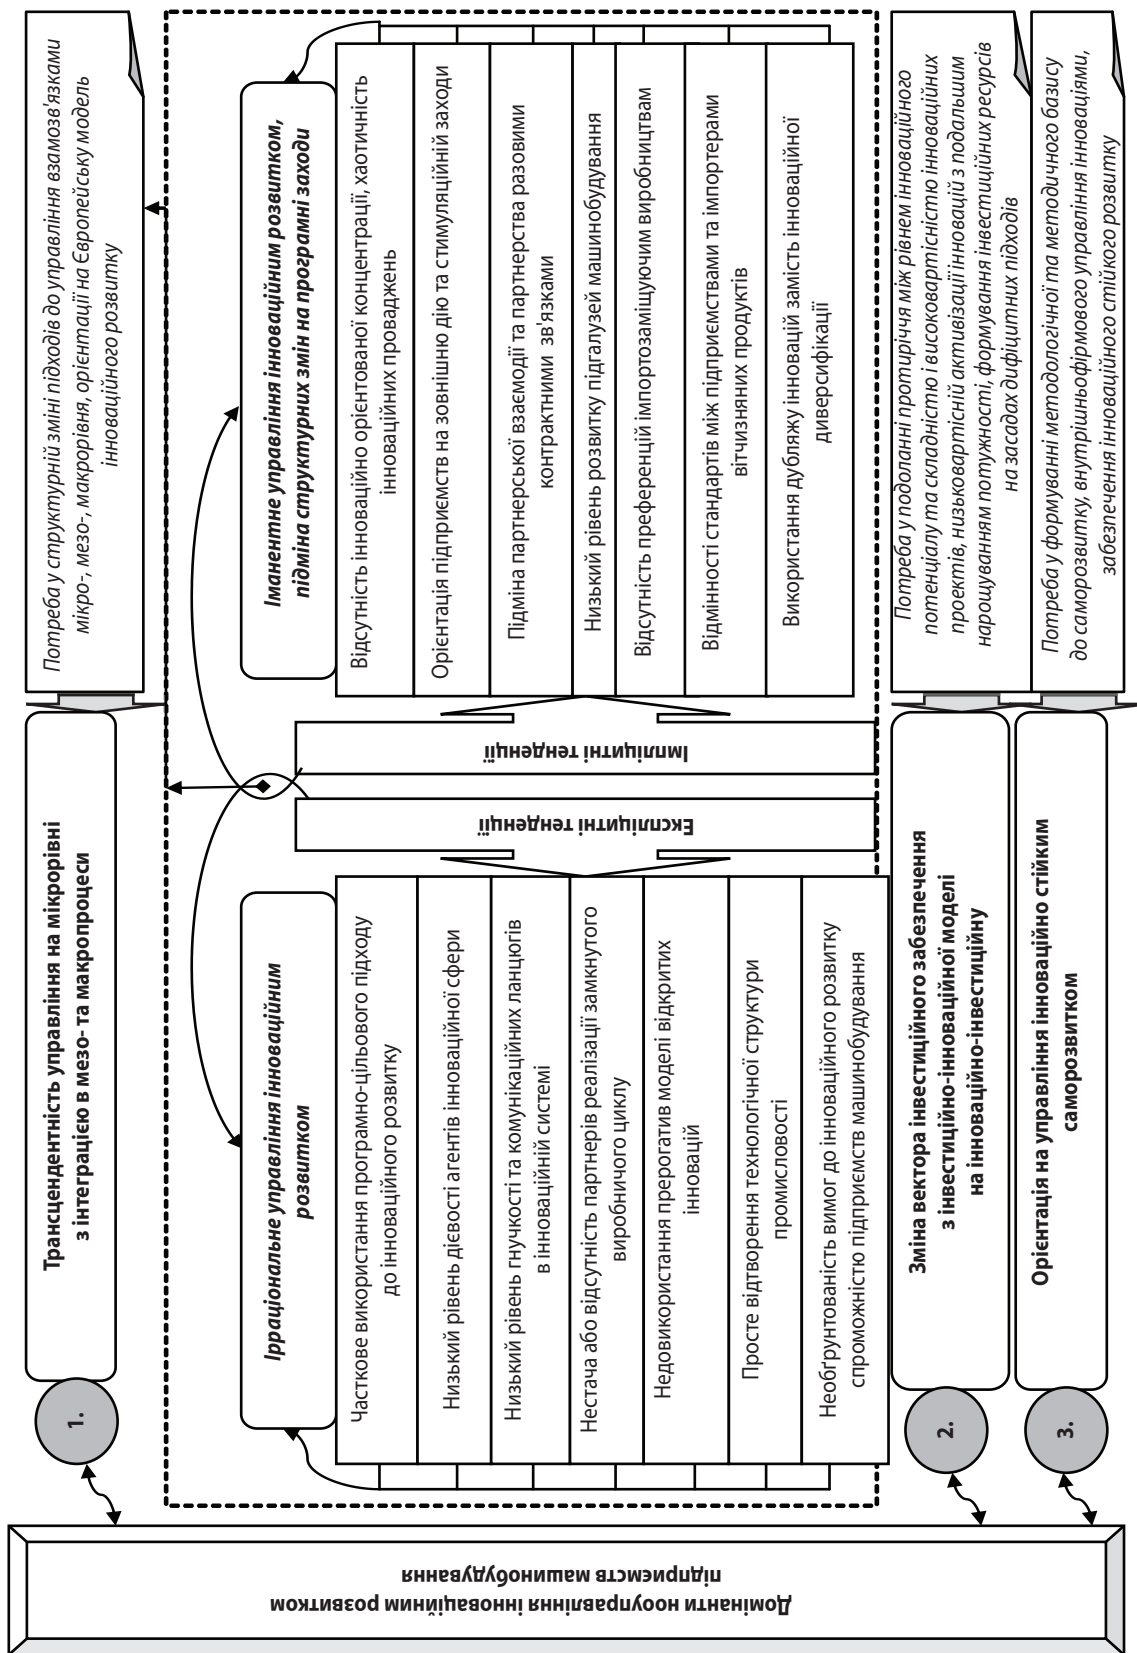 Домінанти нооуправління інноваційним розвитком
підприємств машинобудування
1.
Трансцендентність управління на мікрорівні
з інтеграцією в мезо- та макропроцеси
Потреба у структурній зміні підходів до управління взамозв'язками
мікро-, мезо-, макрорівня, орієнтації на Європейську модель
інноваційного розвитку
Ірраціональне управління інноваційним
розвитком
Часткове використання програмно-цільового підходу
до інноваційного розвитку
Низький рівень дієвості агентів інноваційної сфери
Низький рівень гнучкості та комунікаційних ланцюгів
в інноваційній системі
Нестача або відсутність партнерів реалізації замкнутого
виробничого циклу
Недовикористання прерогатив моделі відкритих
інновацій
Просте відтворення технологічної структури
промисловості
Необґрунтованість вимог до інноваційного розвитку
спроможністю підприємств машинобудування
Експліцитні тенденції
Імпліцитні тенденції
Іманентне управління інноваційним розвитком,
підміна структурних змін на програмні заходи
Відсутність інноваційно орієнтованої концентрації, хаотичність
інноваційних проваджень
Орієнтація підприємств на зовнішню дію та стимуляційній заходи
Підміна партнерської взаємодії та партнерства разовими
контрактними зв'язками
Низький рівень розвитку підгалузей машинобудування
Відсутність преференцій імпортозаміщуючим виробництвам
Відмінності стандартів між підприємствами та імпортерами
вітчизняних продуктів
Використання дубляжу інновацій замість інноваційної
диверсифікації
2.
Зміна вектора інвестиційного забезпечення
з інвестиційно-інноваційної моделі
на інноваційно-інвестиційну
Потреба у подоланні протиріччя між рівнем інноваційного
потенціалу та складністю і високовартісністю інноваційних
проектів, низьковартісній активізації інновацій з подальшим
нарощуванням потужності, формування інвестиційних ресурсів
на засадах дифіцитних підходів
3.
Орієнтація на управління інноваційно стійким
саморозвитком
Потреба у формуванні методологічної та методичного базису
до саморозвитку, внутрішньофірмового управління інноваціями,
забезпечення інноваційного стійкого розвитку